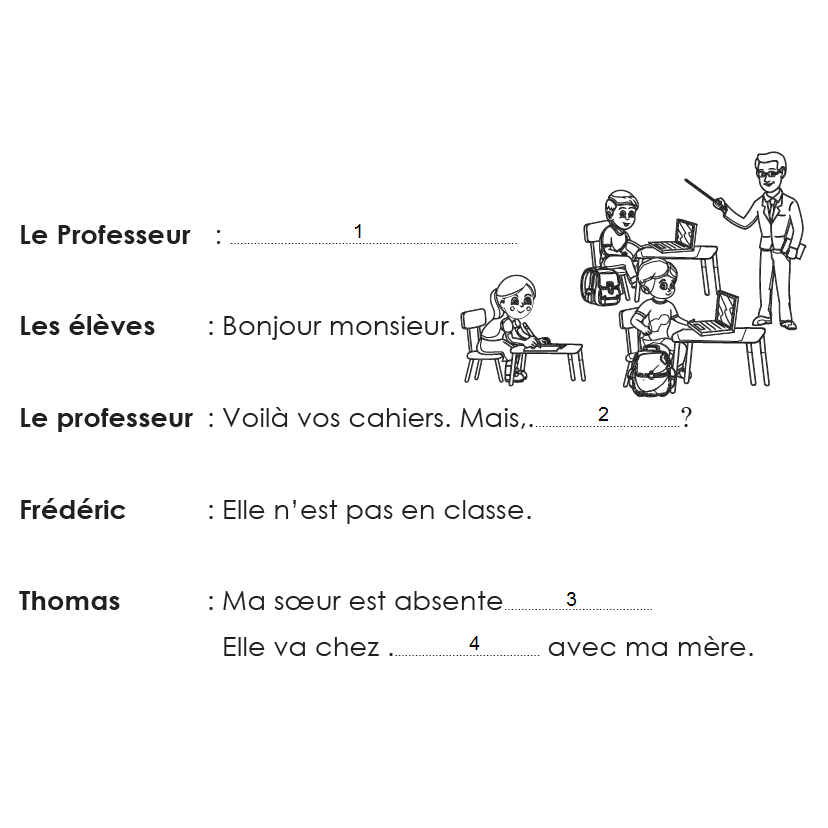 Le Professeur : ........................ 1 ........................
Les élèves : Bonjour monsieur.
Le professeur : Voilà vos cahiers. Mais,............ 2 ............?
Frédéric : Elle n’est pas en classe.
Thomas : Ma sœur est absente............ 3 ............
Elle va chez ............ 4 ............ avec ma mère.